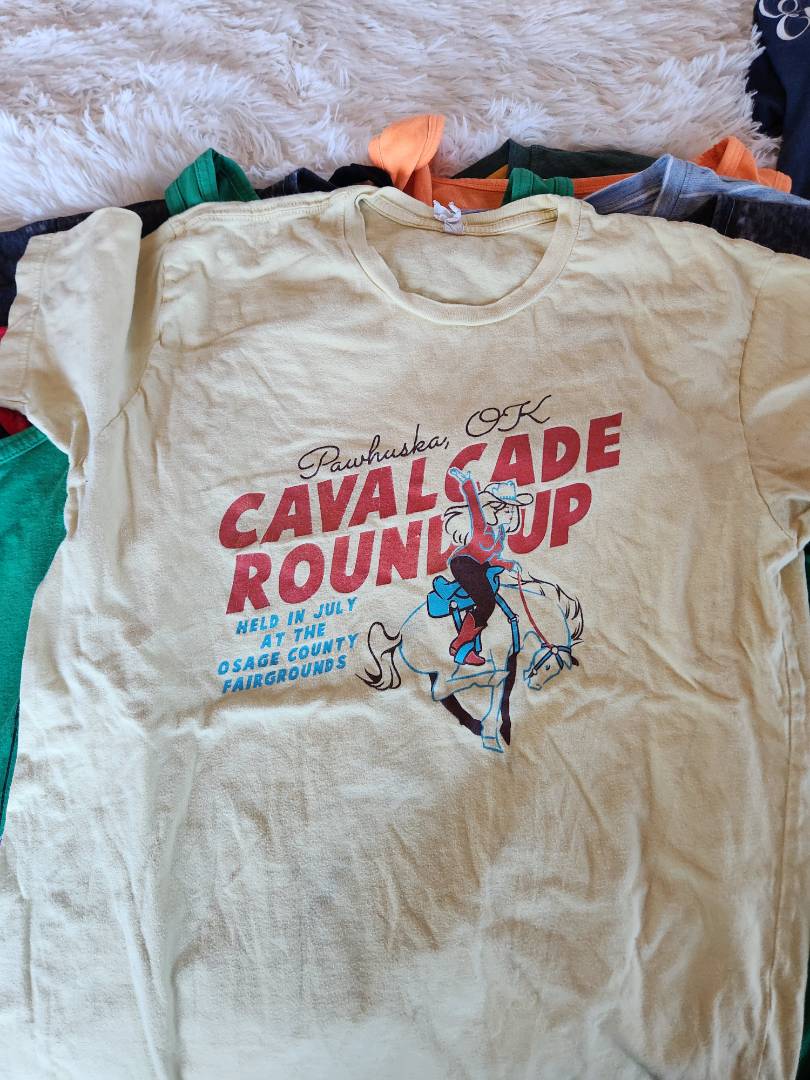 Pawhuska, OK
CAVALCADE
ROUND UP
HELD IN JULY
AT THE
OSAGE COUNTY
FAIRGROUNDS